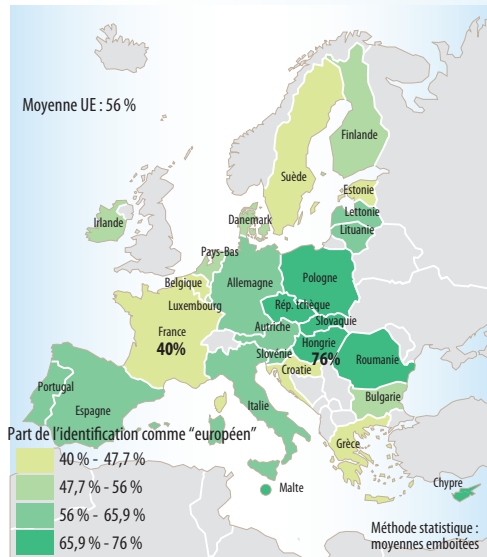 Moyenne UE : 56 %
Finlande
Suède
Estonie
Lettonie
Lituanie
Irlande
Danemark
Pays-Bas
Belgique
Allemagne
Pologne
Luxembourg
Rép. tchèque
Slovaquie
France
40%
Autriche
Hongrie
76%
Slovénie
Croatie
Roumanie
Bulgarie
Portugal
Espagne
Italie
Grèce
Chypre
Malte
Part de l’identification comme “européen”
40 % - 47,7 %
47,7 % - 56 %
56 % - 65,9 %
65,9 % - 76 %
Méthode statistique :
moyennes emboitées